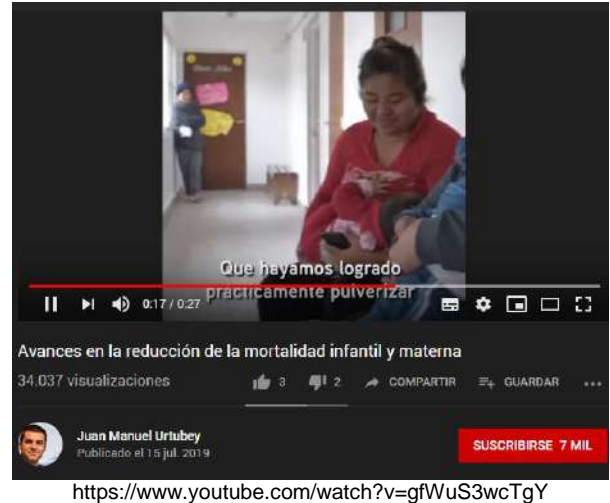 Que hayamos logrado
prácticamente pulverizar
0:17 / 0:27
Avances en la reducción de la mortalidad infantil y materna
34.037 visualizaciones 3 2 COMPARTIR GUARDAR
Juan Manuel Urtubey
Publicado el 15 jul. 2019
SUSCRIBIRSE 7 MIL
https://www.youtube.com/watch?v=gfWuS3wcTgY